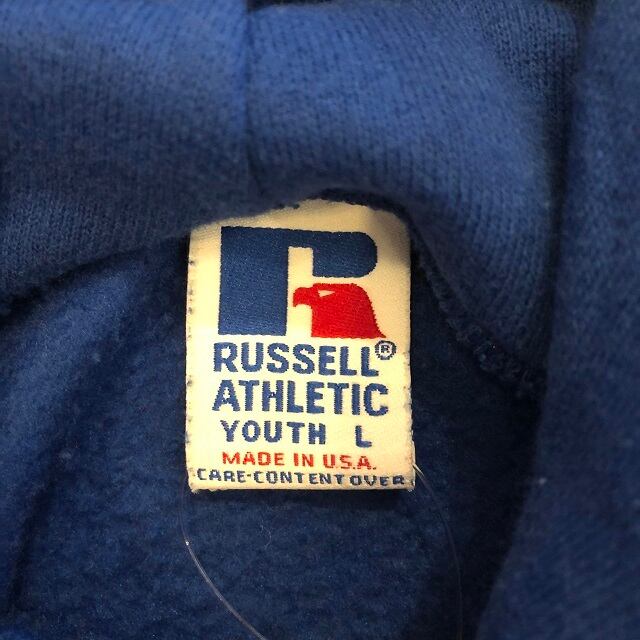 RUSSELL®
ATHLETIC
YOUTH L
MADE IN U.S.A.
CARE-CONTENT OVER